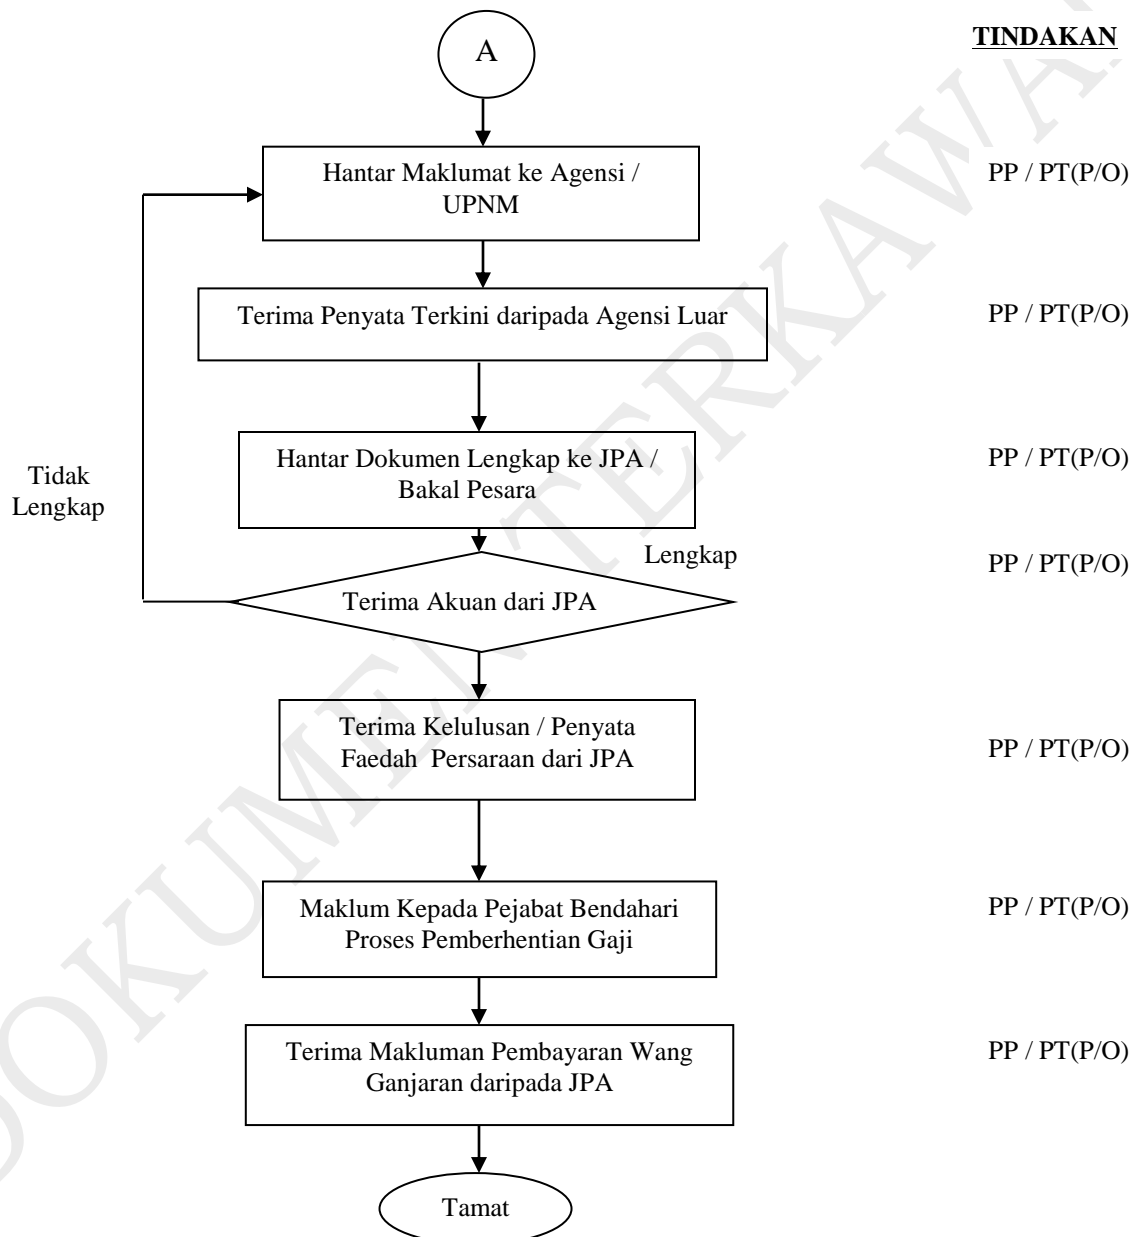 A
TINDAKAN
Hantar Maklumat ke Agensi /
UPNM
PP / PT(P/O)
Terima Penyata Terkini daripada Agensi Luar
PP / PT(P/O)
Hantar Dokumen Lengkap ke JPA /
Bakal Pesara
PP / PT(P/O)
Tidak
Lengkap
Lengkap
PP / PT(P/O)
Terima Akuan dari JPA
Terima Kelulusan / Penyata
Faedah Persaraan dari JPA
PP / PT(P/O)
Maklum Kepada Pejabat Bendahari
Proses Pemberhentian Gaji
PP / PT(P/O)
Terima Makluman Pembayaran Wang
Ganjaran daripada JPA
PP / PT(P/O)
Tamat
DOKUMEN TERKAWAL